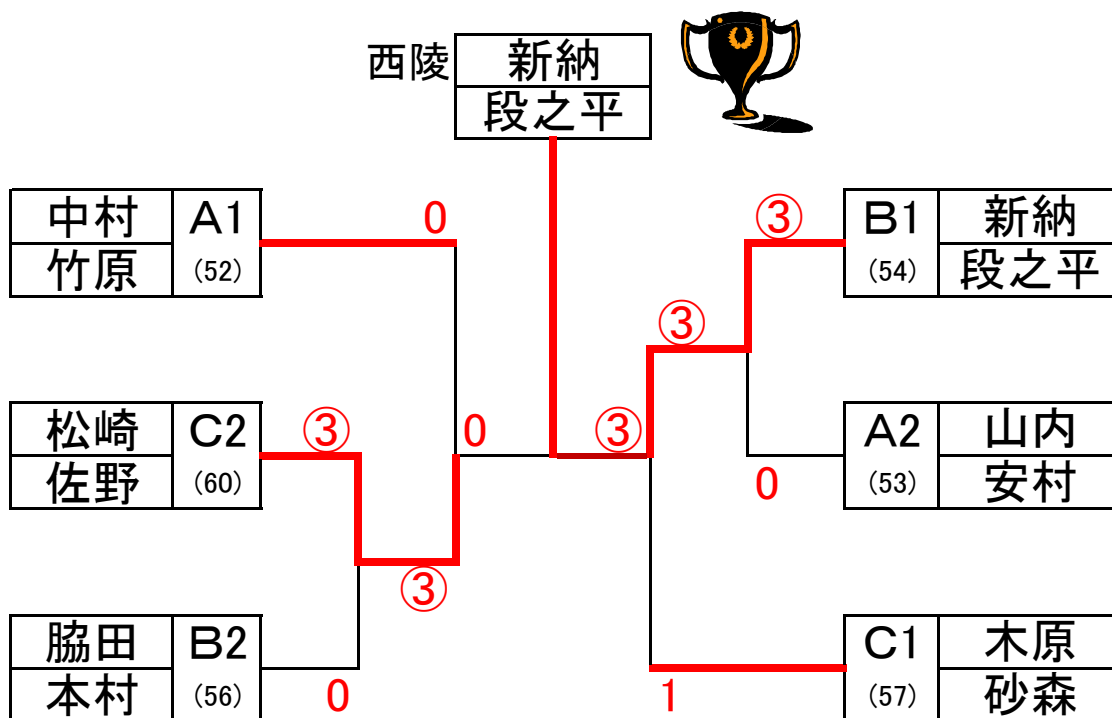 西陵 新納
段之平
中村 A1 0 ③ B1 新納
竹原 (52) (54) 段之平
③
松崎 C2 ③ 0 ③ A2 山内
佐野 (60) 0 (53) 安村
③
脇田 B2 C1 木原
本村 (56) 0 1 (57) 砂森